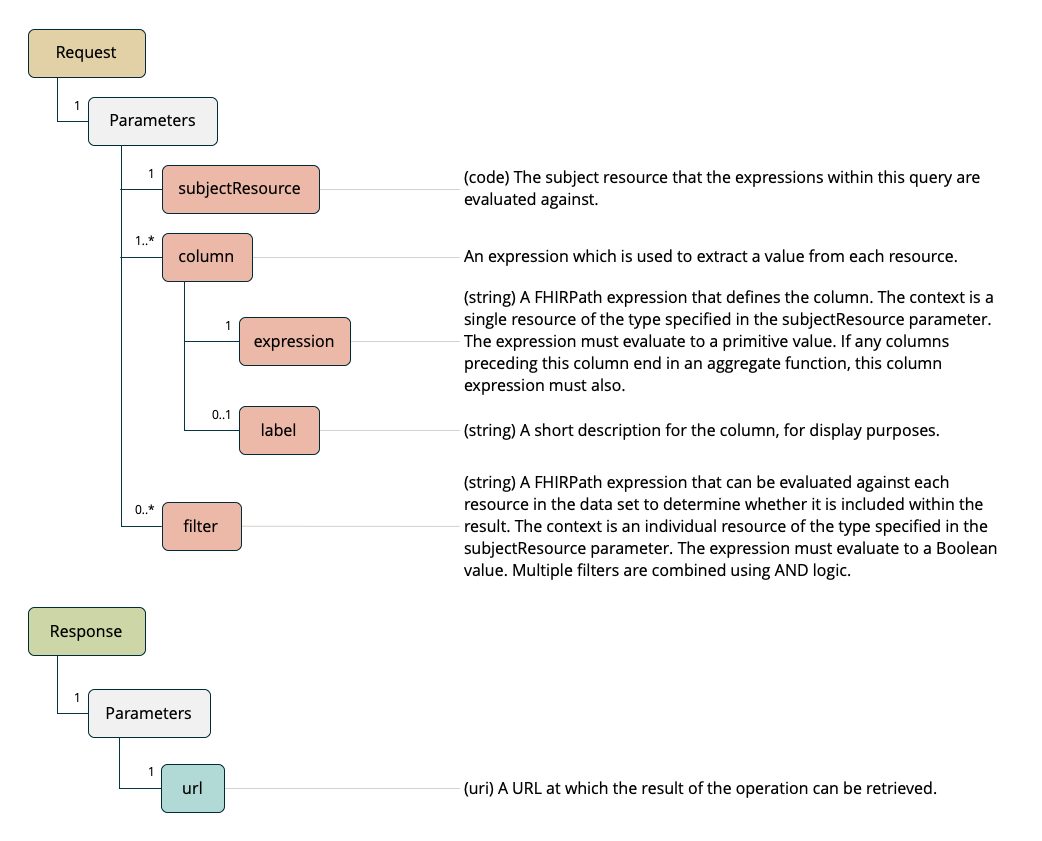 Request
1
Parameters
1
subjectResource
(code) The subject resource that the expressions within this query are
evaluated against.
1..*
column
An expression which is used to extract a value from each resource.
1
expression
(string) A FHIRPath expression that defines the column. The context is a
single resource of the type specified in the subjectResource parameter.
The expression must evaluate to a primitive value. If any columns
preceding this column end in an aggregate function, this column
expression must also.
0..1
label
(string) A short description for the column, for display purposes.
0..*
filter
(string) A FHIRPath expression that can be evaluated against each
resource in the data set to determine whether it is included within the
result. The context is an individual resource of the type specified in the
subjectResource parameter. The expression must evaluate to a Boolean
value. Multiple filters are combined using AND logic.
Response
1
Parameters
1
url
(uri) A URL at which the result of the operation can be retrieved.